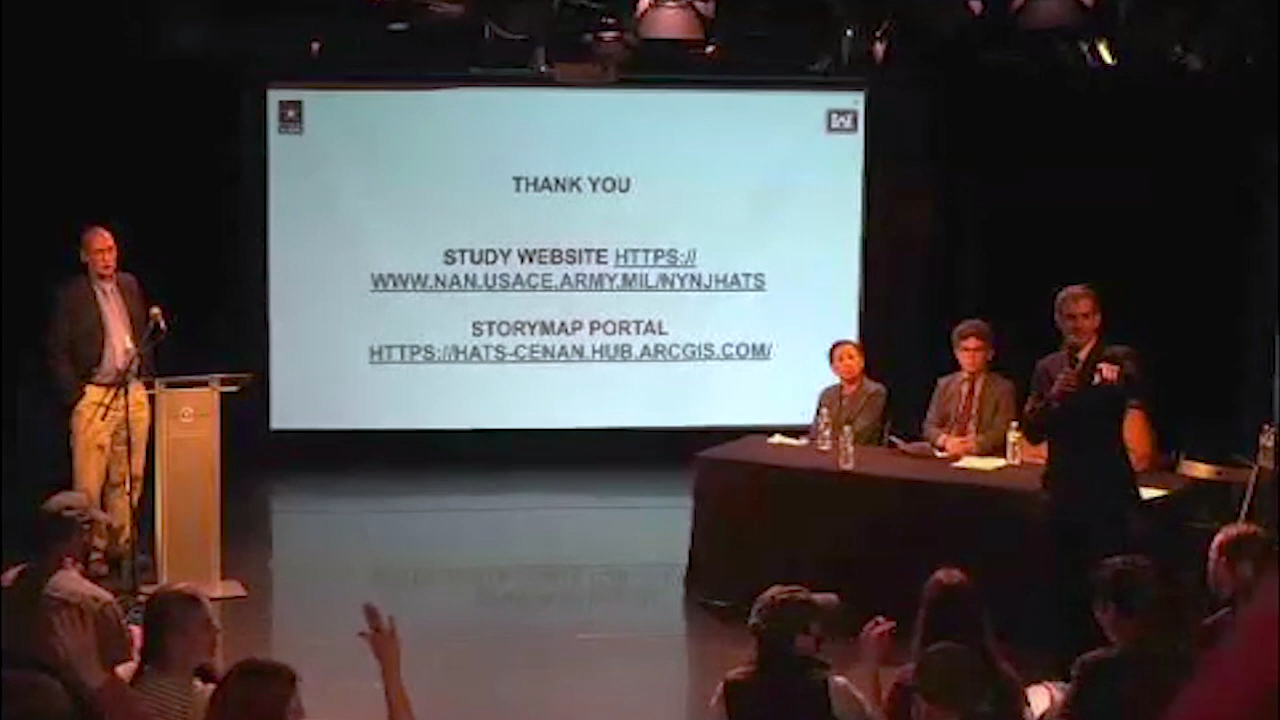 THANK YOU
STUDY WEBSITE HTTPS://
WWW.NAN.USACE.ARMY.MIL/NYNJHATS
STORYMAP PORTAL
HTTPS://HATS-CENAN.HUB.ARCGIS.COM/